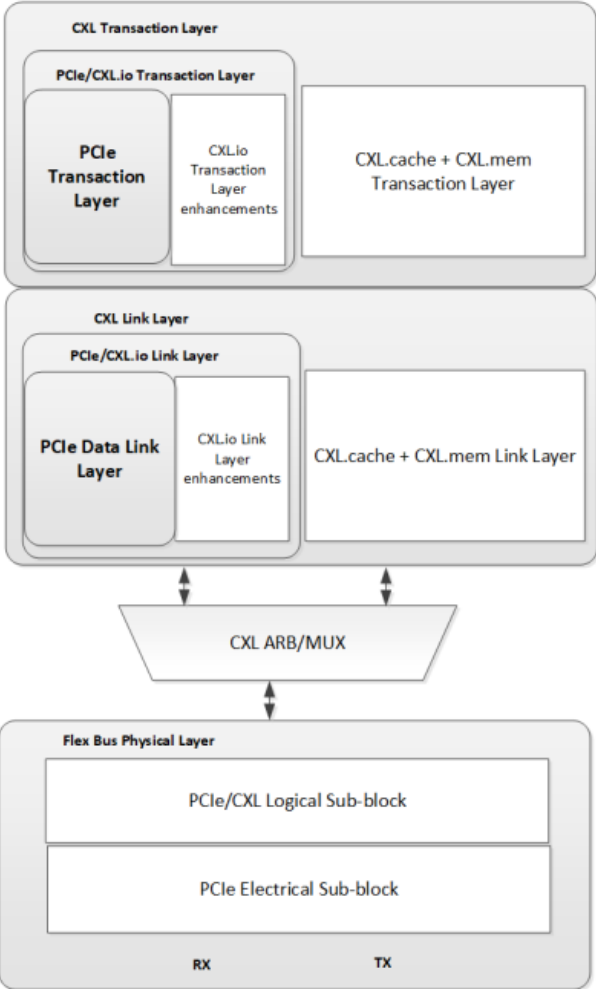 CXL Transaction Layer
PCIe/CXL.io Transaction Layer
PCIe
Transaction
Layer
CXL.io
Transaction
Layer
enhancements
CXL.cache + CXL.mem
Transaction Layer
CXL Link Layer
PCIe/CXL.io Link Layer
PCIe Data Link
Layer
CXL.io Link
Layer
enhancements
CXL.cache + CXL.mem Link Layer
CXL ARB/MUX
Flex Bus Physical Layer
PCIe/CXL Logical Sub-block
PCIe Electrical Sub-block
RX
TX